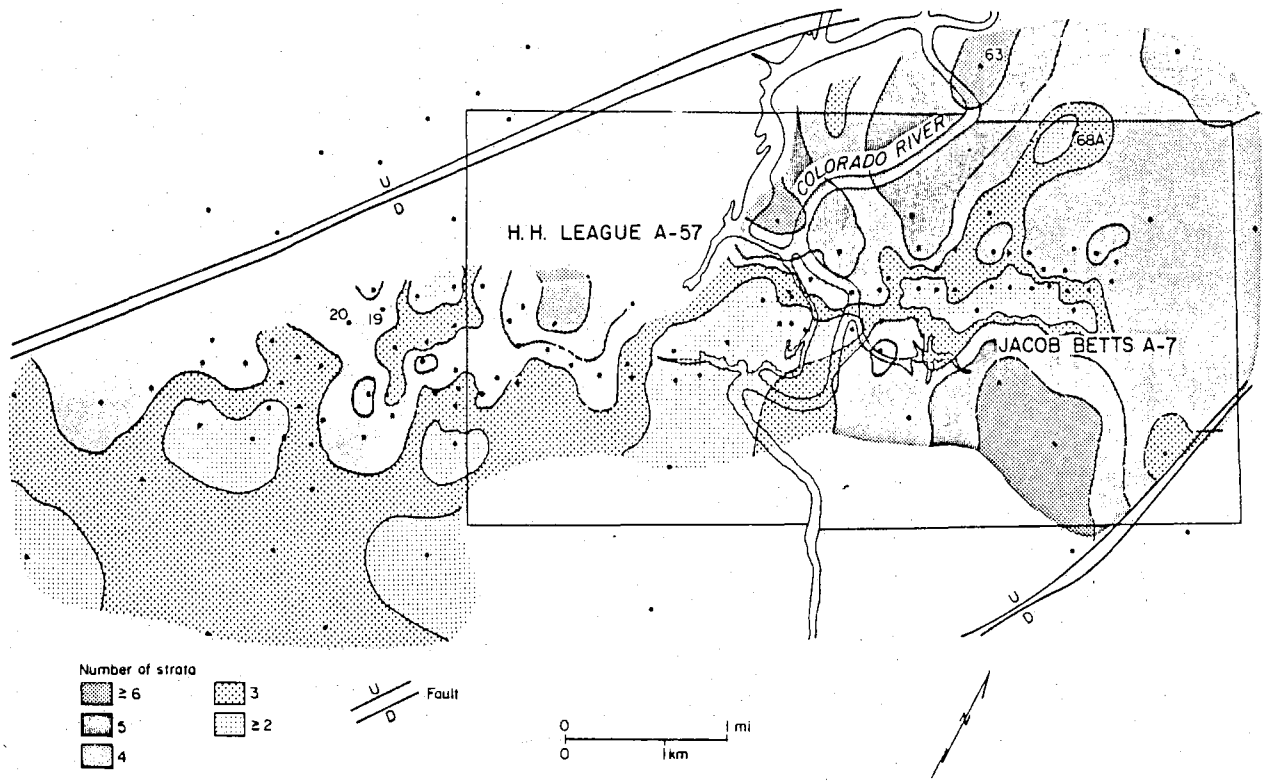 63
COLORADO RIVER
68A
U
D
H. H. LEAGUE A-57
20 19
JACOB BETTS A-7
U
D
Number of strata
≥ 6
3
5
≥ 2
4
U
D
Fault
0 1 mi
0 1 km
N